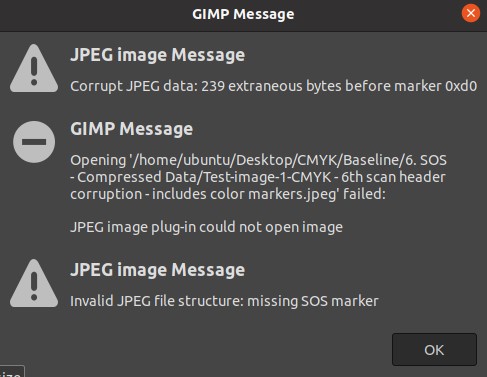 GIMP Message
JPEG image Message
Corrupt JPEG data: 239 extraneous bytes before marker 0xd0
GIMP Message
Opening '/home/ubuntu/Desktop/CMYK/Baseline/6. SOS
- Compressed Data/Test-image-1-CMYK - 6th scan header
corruption - includes color markers.jpeg' failed:
JPEG image plug-in could not open image
JPEG image Message
Invalid JPEG file structure: missing SOS marker
OK